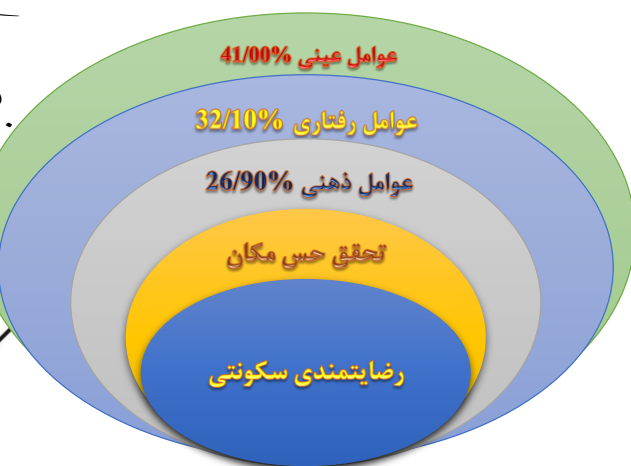 عوامل عینی 41/00%
عوامل رفتاری 32/10%
عوامل ذهنی 26/90%
تحقق حس مکان
رضایتمندی سکونتی